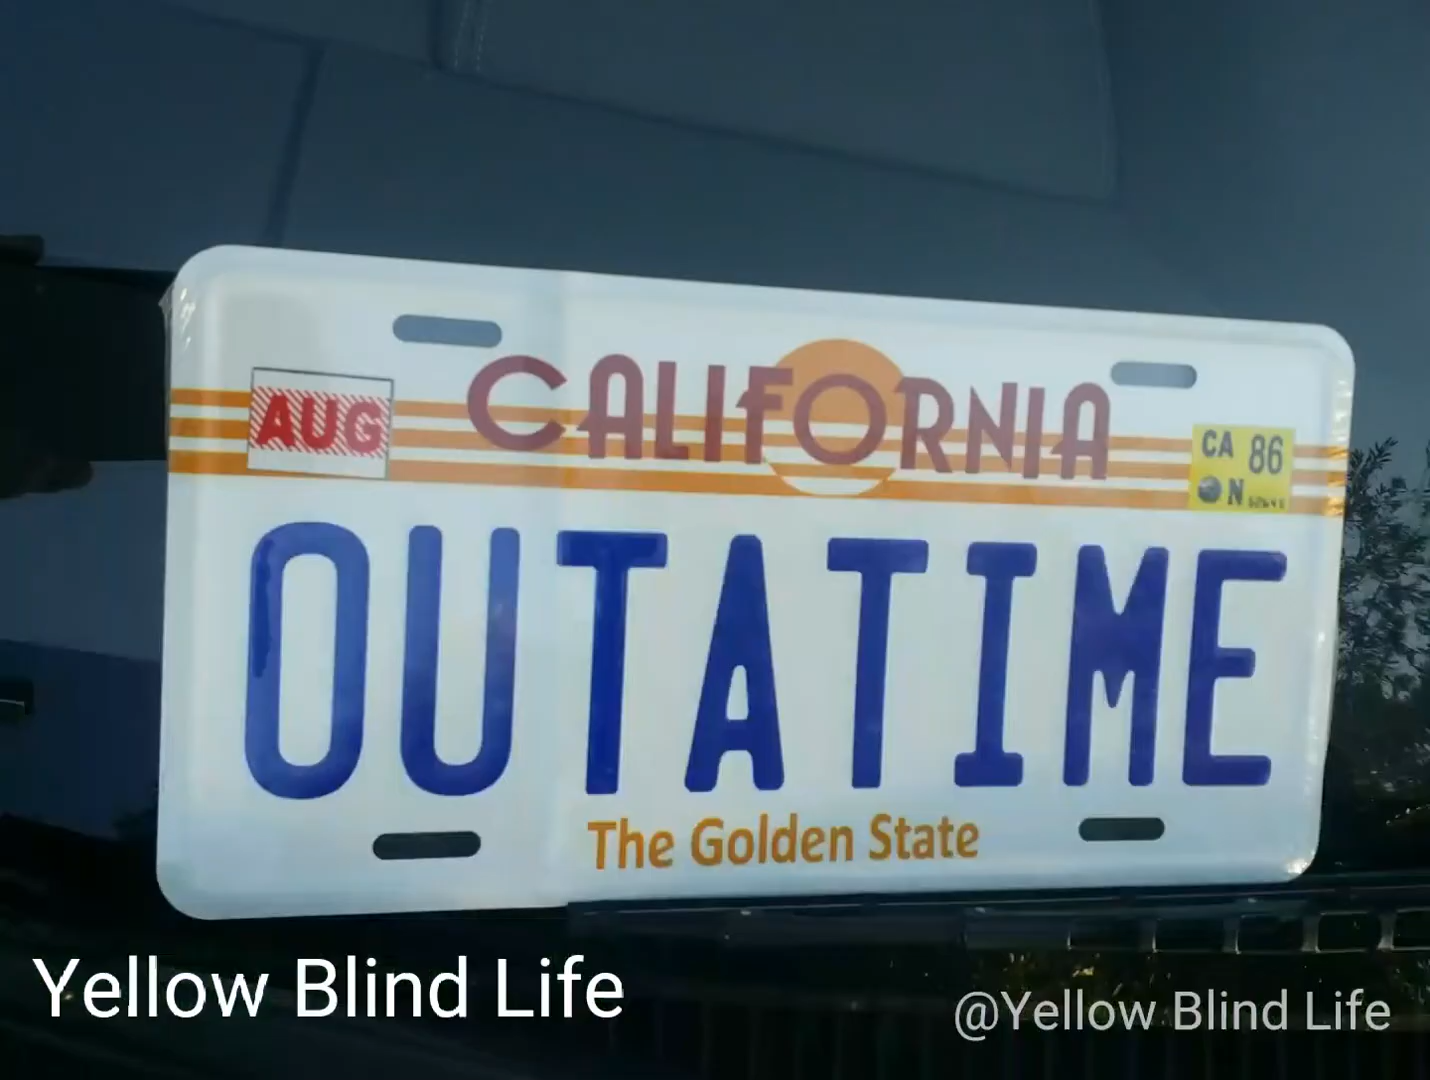 CALIFORNIA
AUG
CA 86
N
OUTATIME
The Golden State
Yellow Blind Life
@Yellow Blind Life